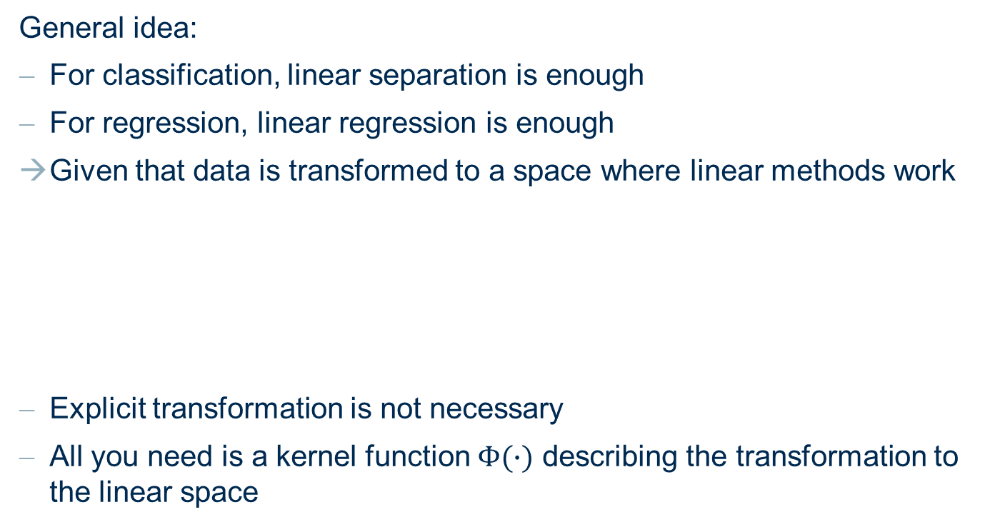 General idea:
– For classification, linear separation is enough
– For regression, linear regression is enough
→ Given that data is transformed to a space where linear methods work
– Explicit transformation is not necessary
– All you need is a kernel function Φ(·) describing the transformation to
the linear space